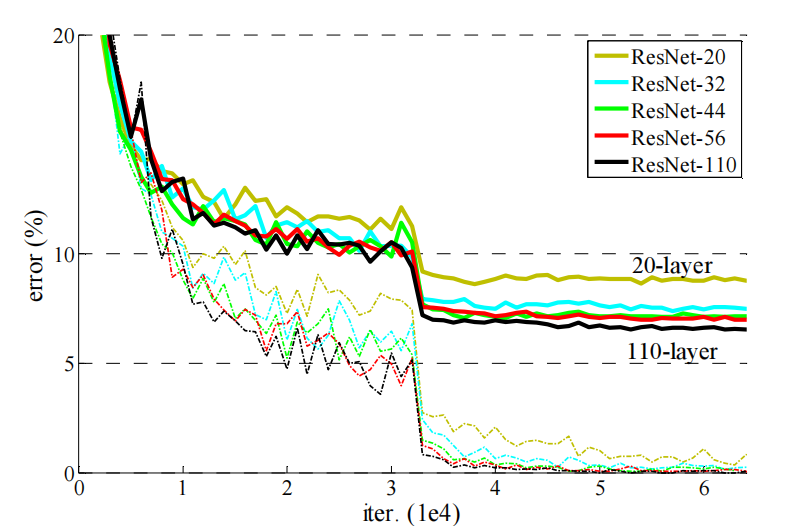 20
ResNet-20
ResNet-32
ResNet-44
ResNet-56
ResNet-110
error (%)
10
20-layer
5
110-layer
0
0 1 2 3 4 5 6
iter. (1e4)